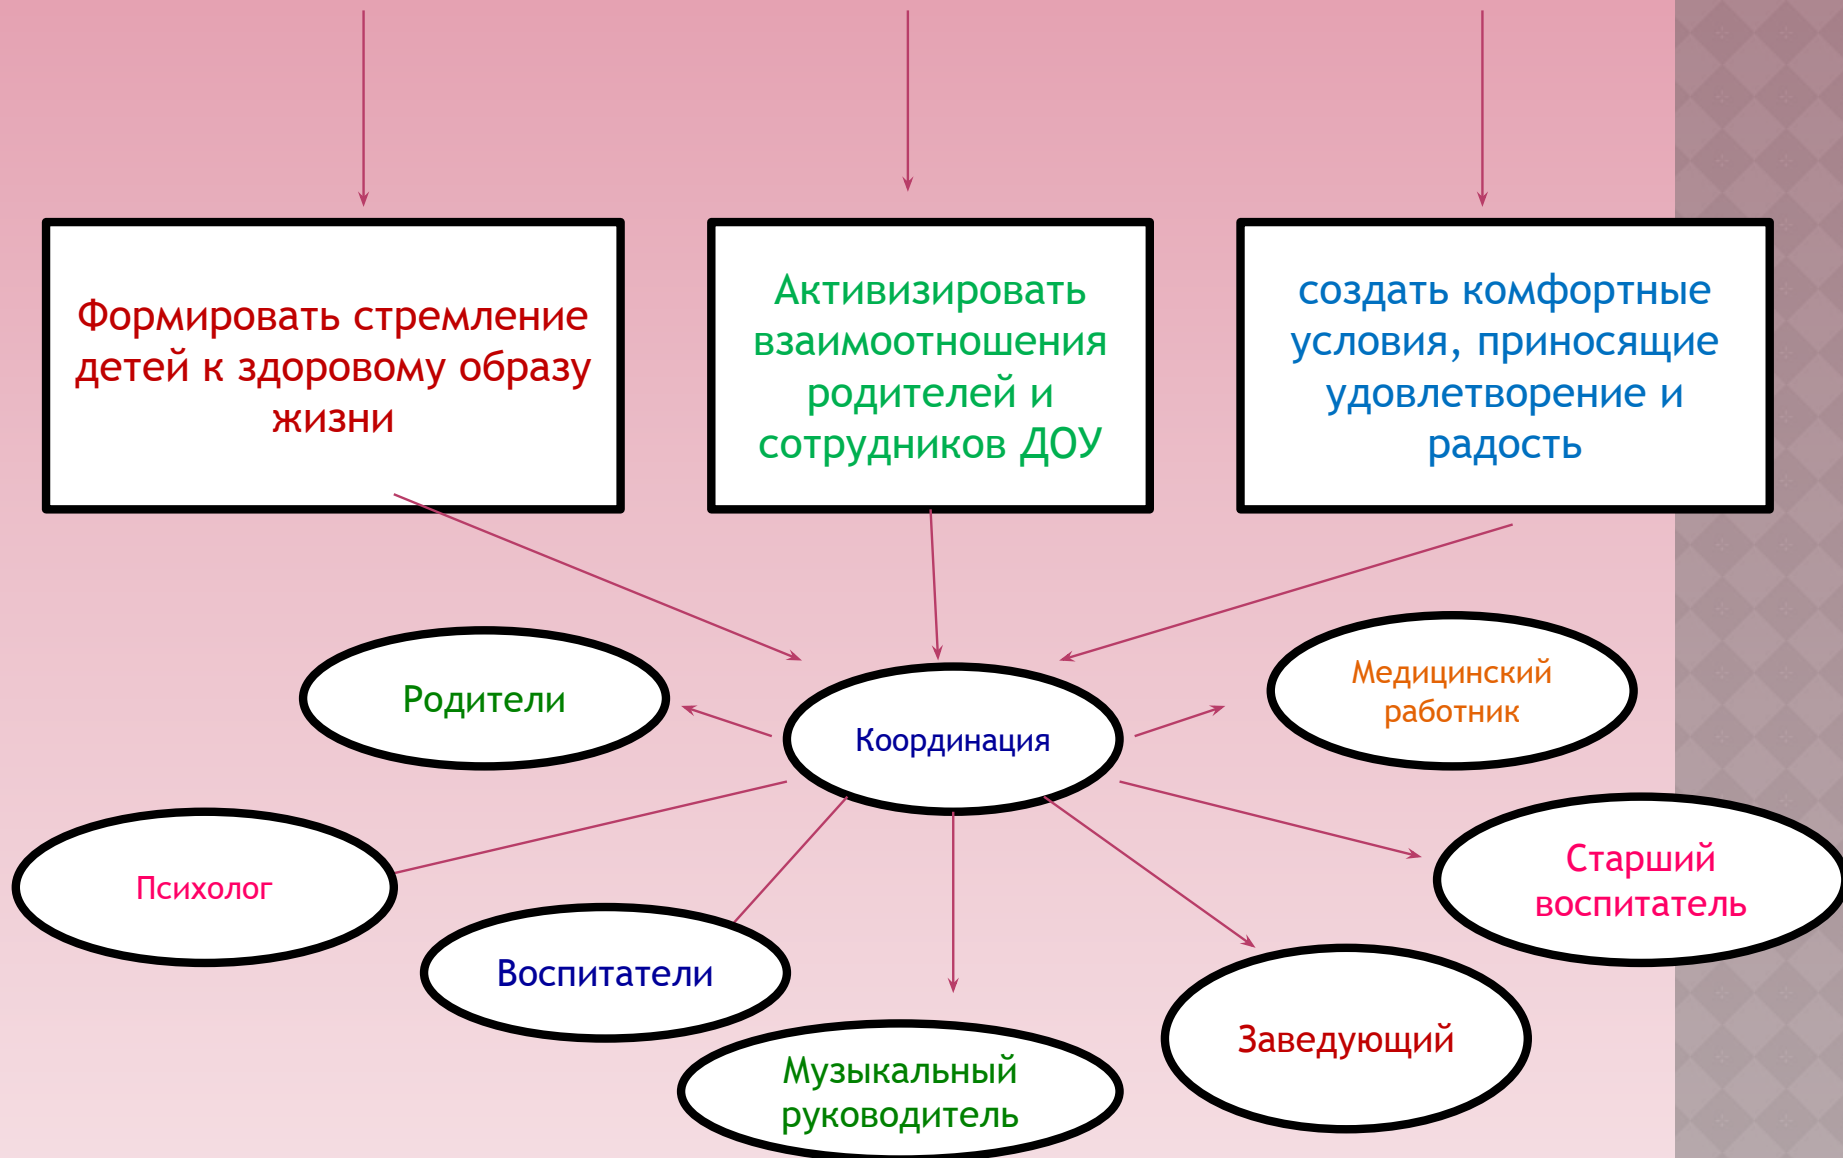 Формировать стремление
детей к здоровому образу
жизни
Активизировать
взаимоотношения
родителей и
сотрудников ДОУ
создать комфортные
условия, приносящие
удовлетворение и
радость
Родители
Координация
Медицинский
работник
Психолог
Старший
воспитатель
Воспитатели
Заведующий
Музыкальный
руководитель